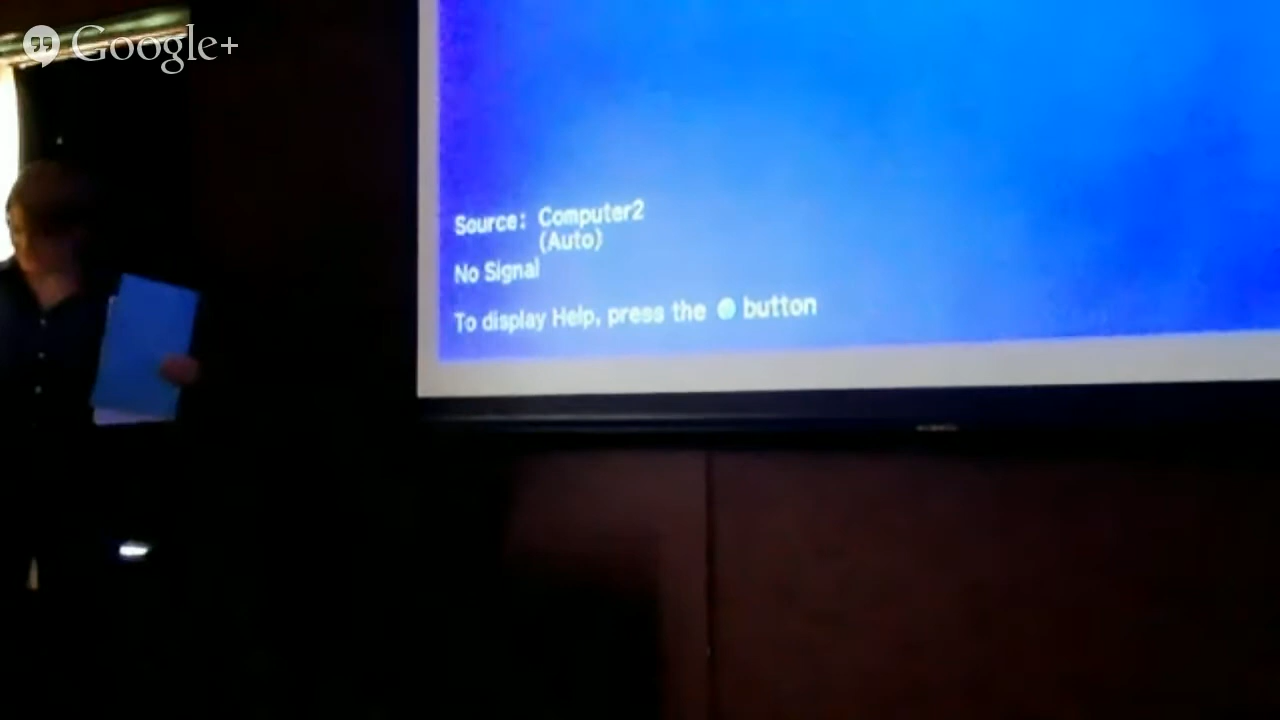 Google+
Source: Computer2
(Auto)
No Signal
To display Help, press the button